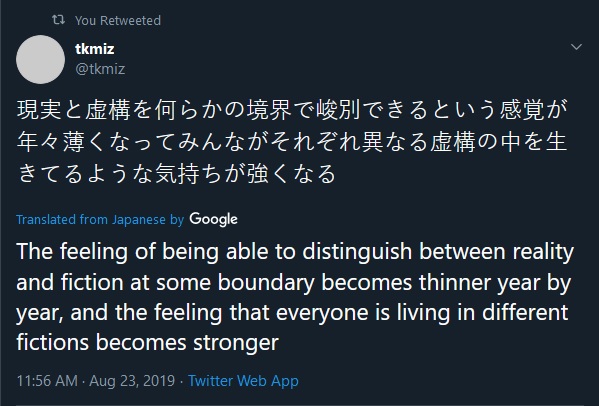 You Retweeted
tkmiz
@tkmiz
現実と虚構を何らかの境界で峻別できるという感覚が
年々薄くなってみんながそれぞれ異なる虚構の中を生
きてるような気持ちが強くなる
Translated from Japanese by Google
The feeling of being able to distinguish between reality
and fiction at some boundary becomes thinner year by
year, and the feeling that everyone is living in different
fictions becomes stronger
11:56 AM · Aug 23, 2019 · Twitter Web App